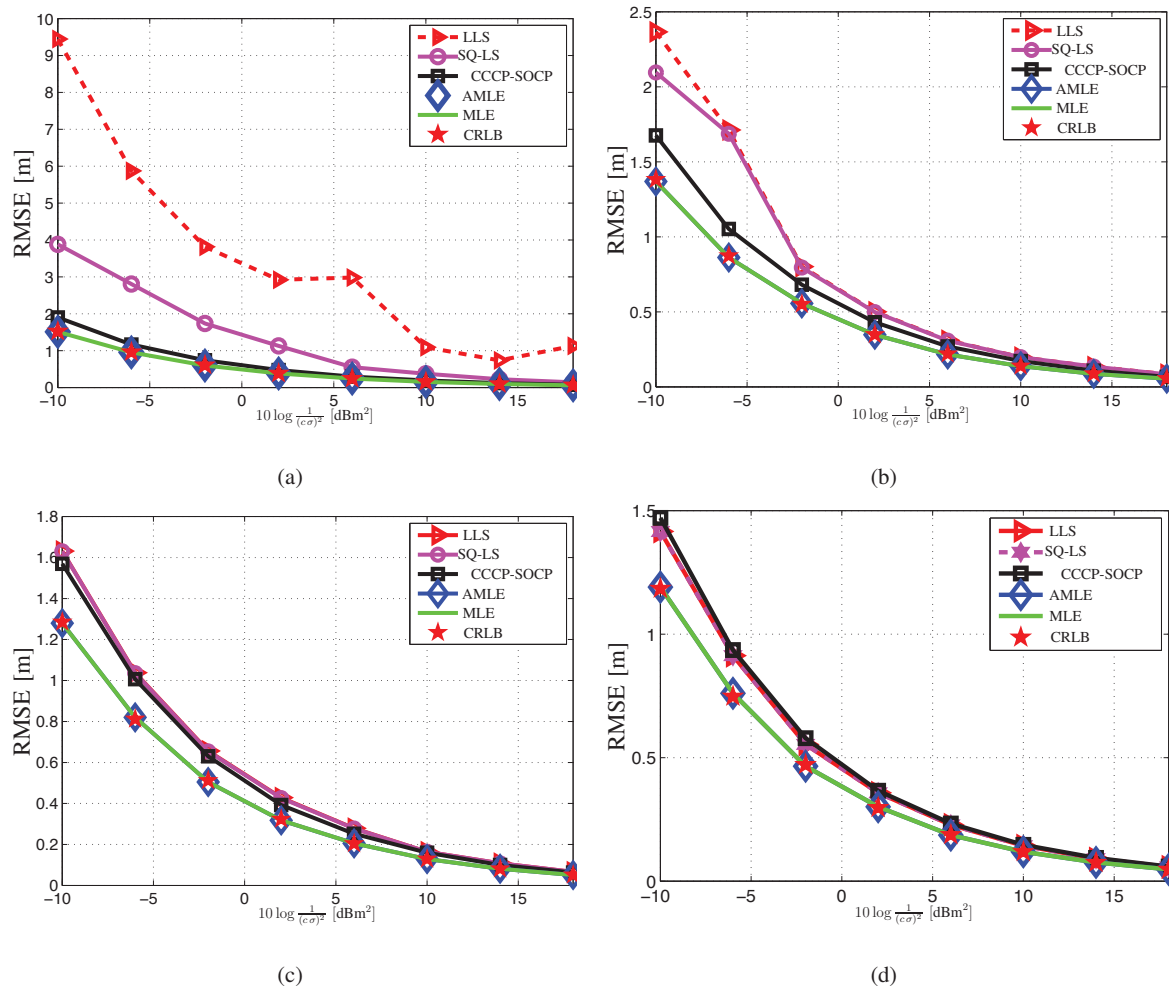 10
9
8
7
6
5
4
3
2
1
0
RMSE [m]
−10 −5 0 5 10 15
10 log 1/(cσ)² [dBm²]
LLS
SQ-LS
CCCP-SOCP
AMLE
MLE
CRLB
(a)
2.5
2
1.5
1
0.5
0
RMSE [m]
−10 −5 0 5 10 15
10 log 1/(cσ)² [dBm²]
LLS
SQ-LS
CCCP-SOCP
AMLE
MLE
CRLB
(b)
1.8
1.6
1.4
1.2
1
0.8
0.6
0.4
0.2
0
RMSE [m]
−10 −5 0 5 10 15
10 log 1/(cσ)² [dBm²]
LLS
SQ-LS
CCCP-SOCP
AMLE
MLE
CRLB
(c)
1.5
1
0.5
0
RMSE [m]
−10 −5 0 5 10 15
10 log 1/(cσ)² [dBm²]
LLS
SQ-LS
CCCP-SOCP
AMLE
MLE
CRLB
(d)